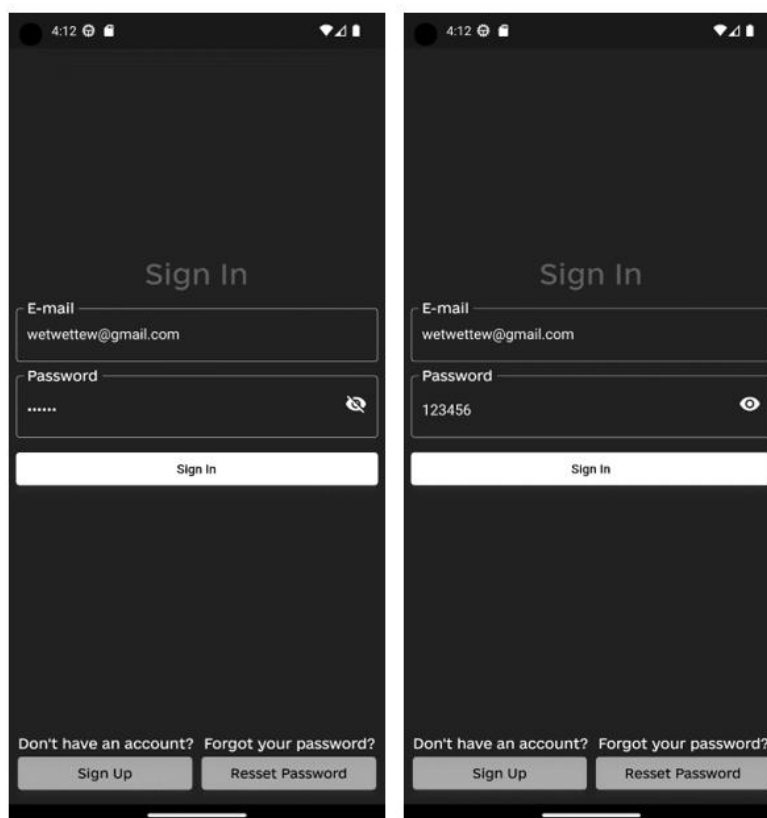 4:12
Sign In
E-mail
wetwettew@gmail.com
Password
••••••
Sign In
Don't have an account? Forgot your password?
Sign Up Resset Password
4:12
Sign In
E-mail
wetwettew@gmail.com
Password
123456
Sign In
Don't have an account? Forgot your password?
Sign Up Resset Password